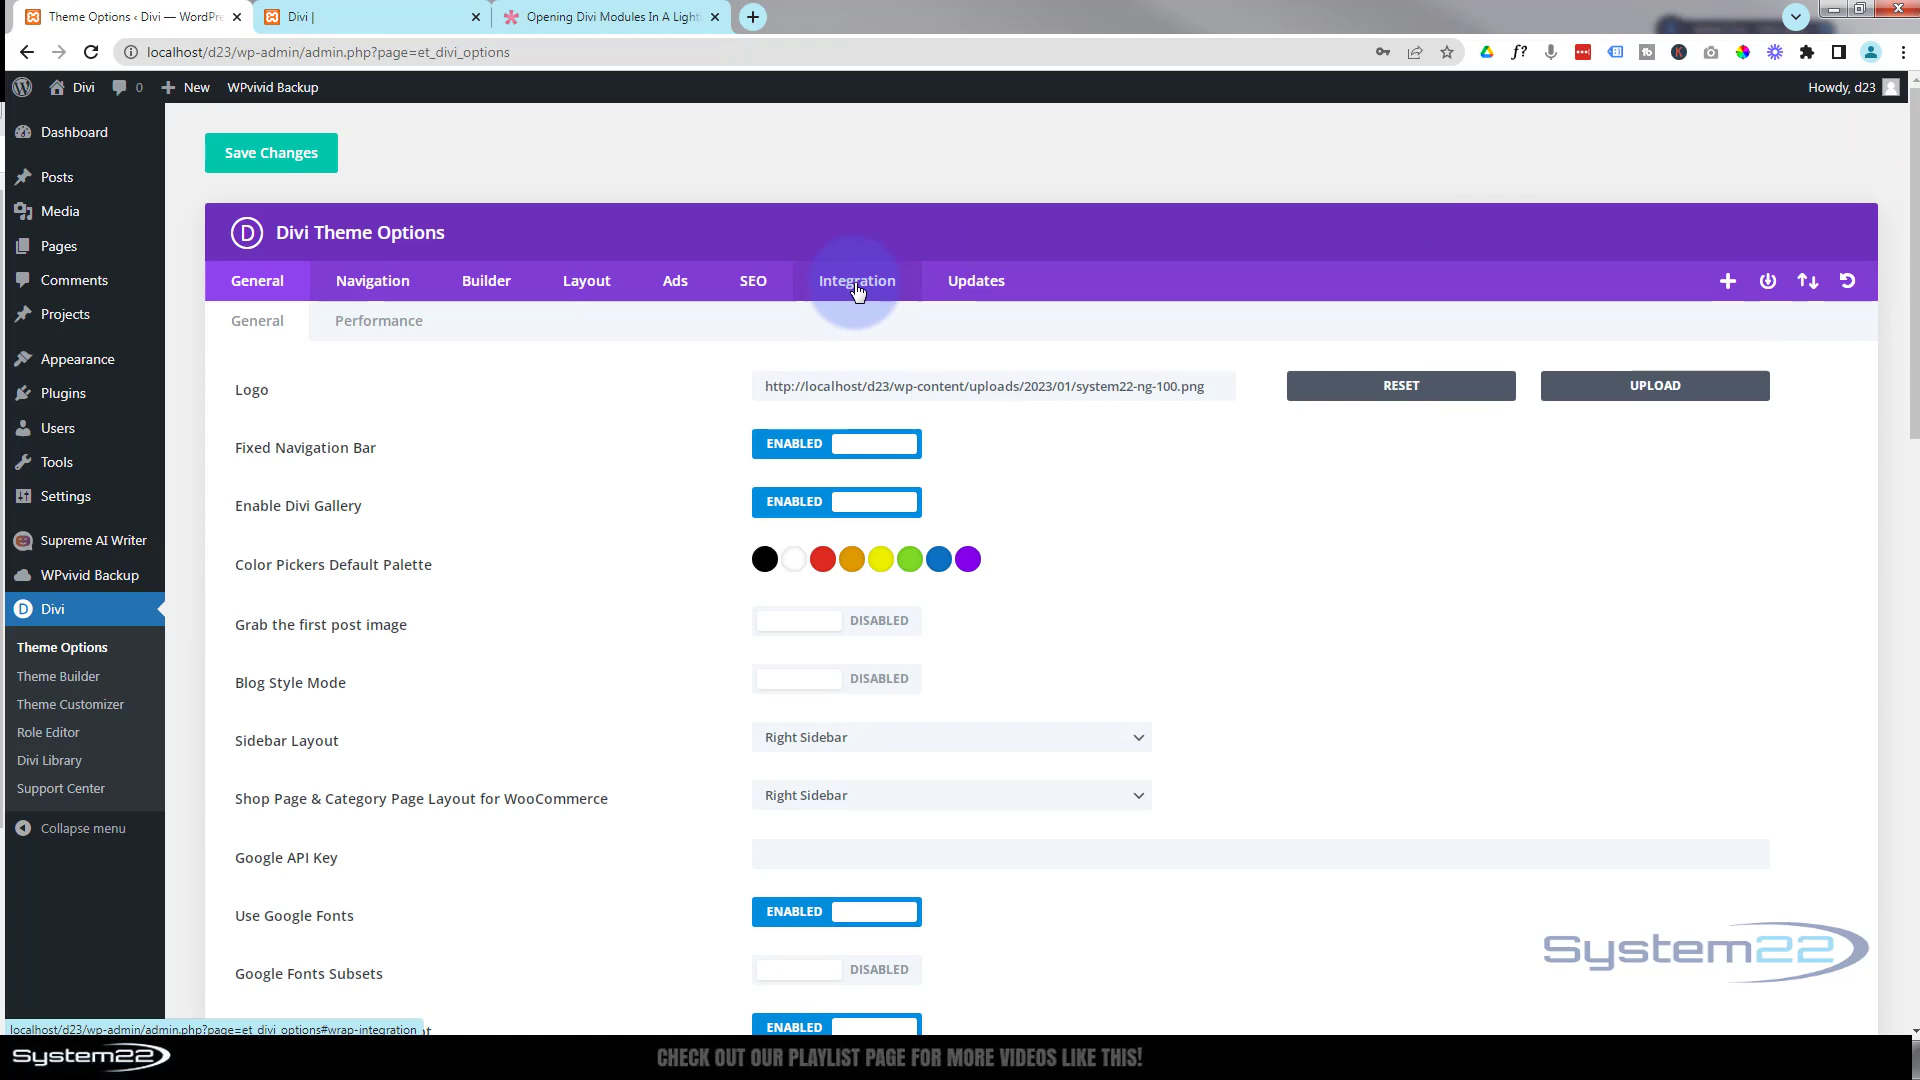 Theme Options ‹ Divi — WordPre
Divi |
Opening Divi Modules In A Light
localhost/d23/wp-admin/admin.php?page=et_divi_options
Divi
0
New
WPvivid Backup
Howdy, d23
Dashboard
Posts
Media
Pages
Comments
Projects
Appearance
Plugins
Users
Tools
Settings
Supreme AI Writer
WPvivid Backup
Divi
Theme Options
Theme Builder
Theme Customizer
Role Editor
Divi Library
Support Center
Collapse menu
Save Changes
Divi Theme Options
General
Navigation
Builder
Layout
Ads
SEO
Integration
Updates
General
Performance
Logo
http://localhost/d23/wp-content/uploads/2023/01/system22-ng-100.png
RESET
UPLOAD
Fixed Navigation Bar
ENABLED
Enable Divi Gallery
ENABLED
Color Pickers Default Palette
Grab the first post image
DISABLED
Blog Style Mode
DISABLED
Sidebar Layout
Right Sidebar
Shop Page & Category Page Layout for WooCommerce
Right Sidebar
Google API Key
Use Google Fonts
ENABLED
Google Fonts Subsets
DISABLED
ENABLED
System22
localhost/d23/wp-admin/admin.php?page=et_divi_options#wrap-integration
System22
CHECK OUT OUR PLAYLIST PAGE FOR MORE VIDEOS LIKE THIS!